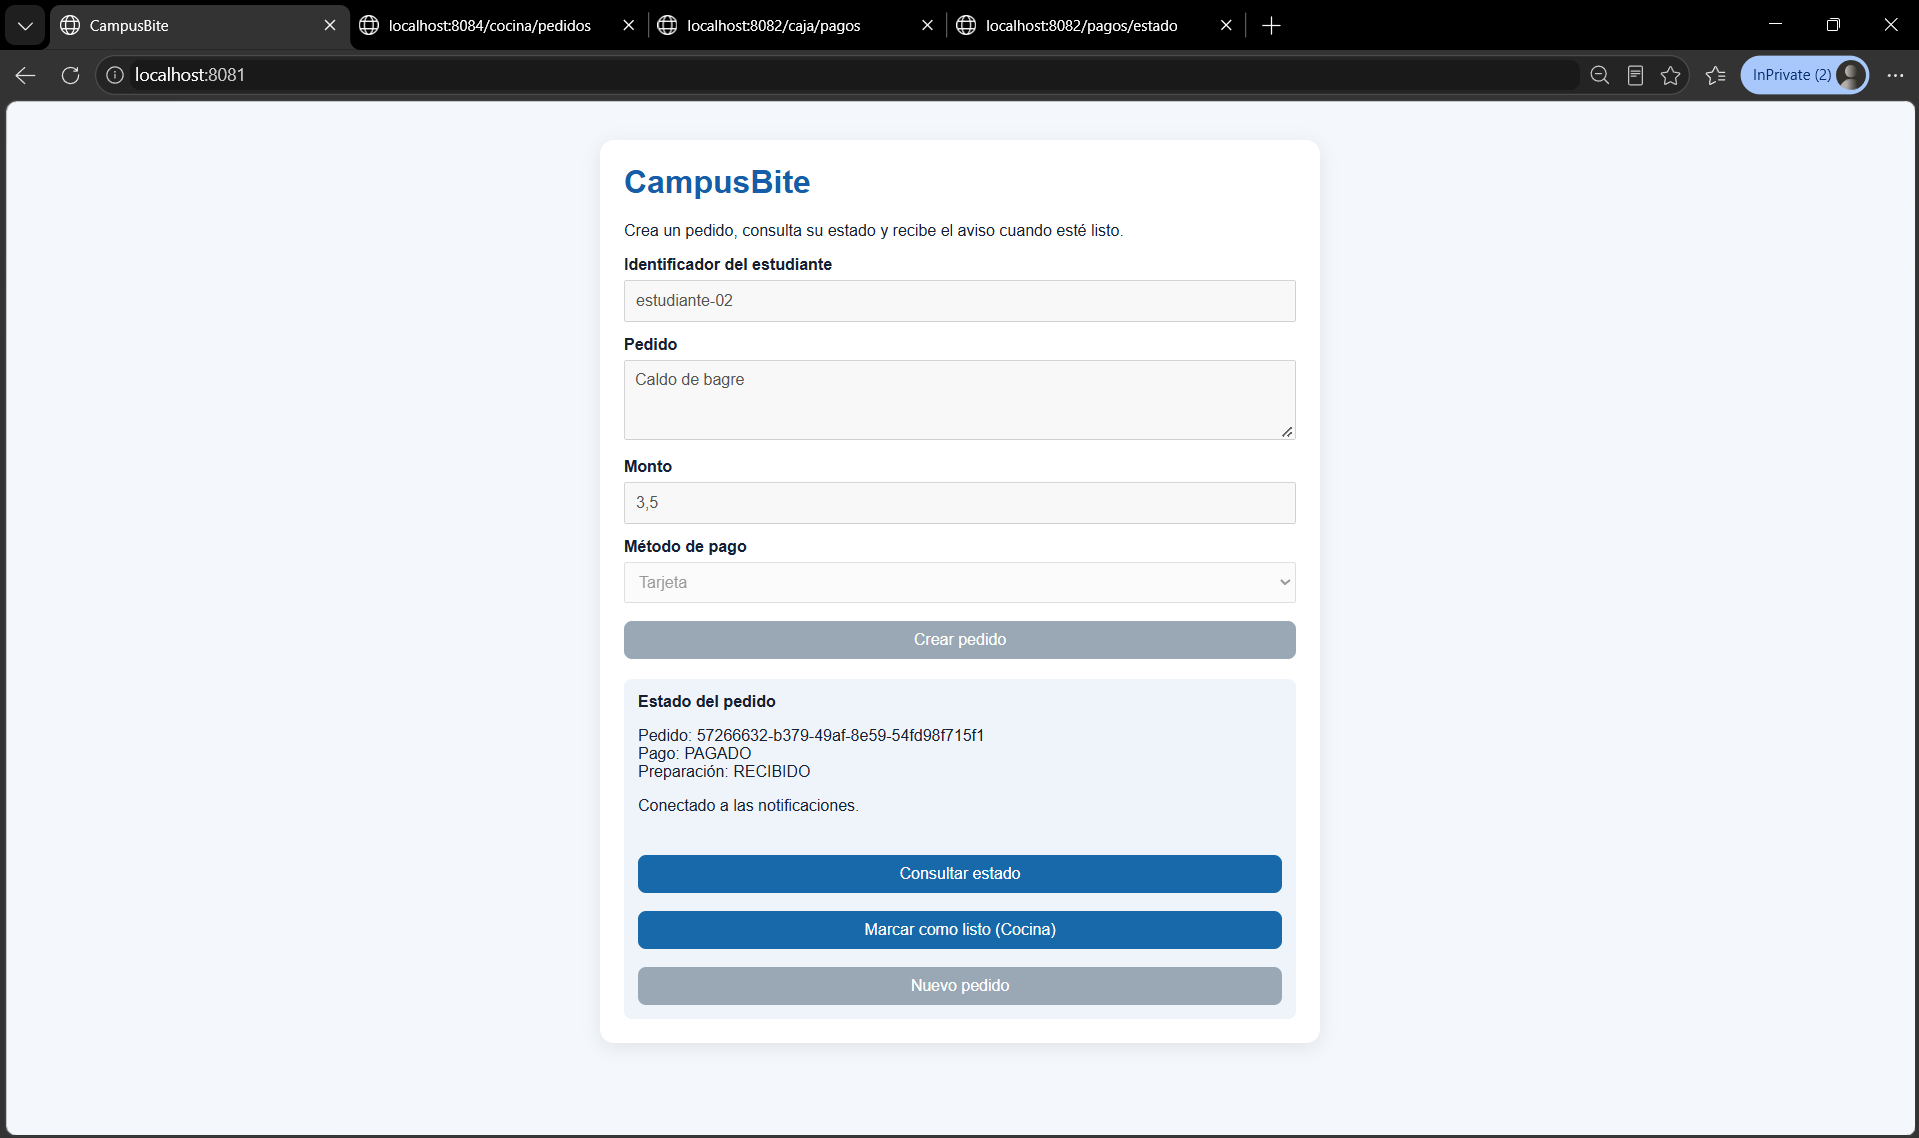 CampusBite
localhost:8084/cocina/pedidos
localhost:8082/caja/pagos
localhost:8082/pagos/estado
localhost:8081
InPrivate (2)
CampusBite
Crea un pedido, consulta su estado y recibe el aviso cuando esté listo.
Identificador del estudiante
estudiante-02
Pedido
Caldo de bagre
Monto
3,5
Método de pago
Tarjeta
Crear pedido
Estado del pedido
Pedido: 57266632-b379-49af-8e59-54fd98f715f1
Pago: PAGADO
Preparación: RECIBIDO
Conectado a las notificaciones.
Consultar estado
Marcar como listo (Cocina)
Nuevo pedido